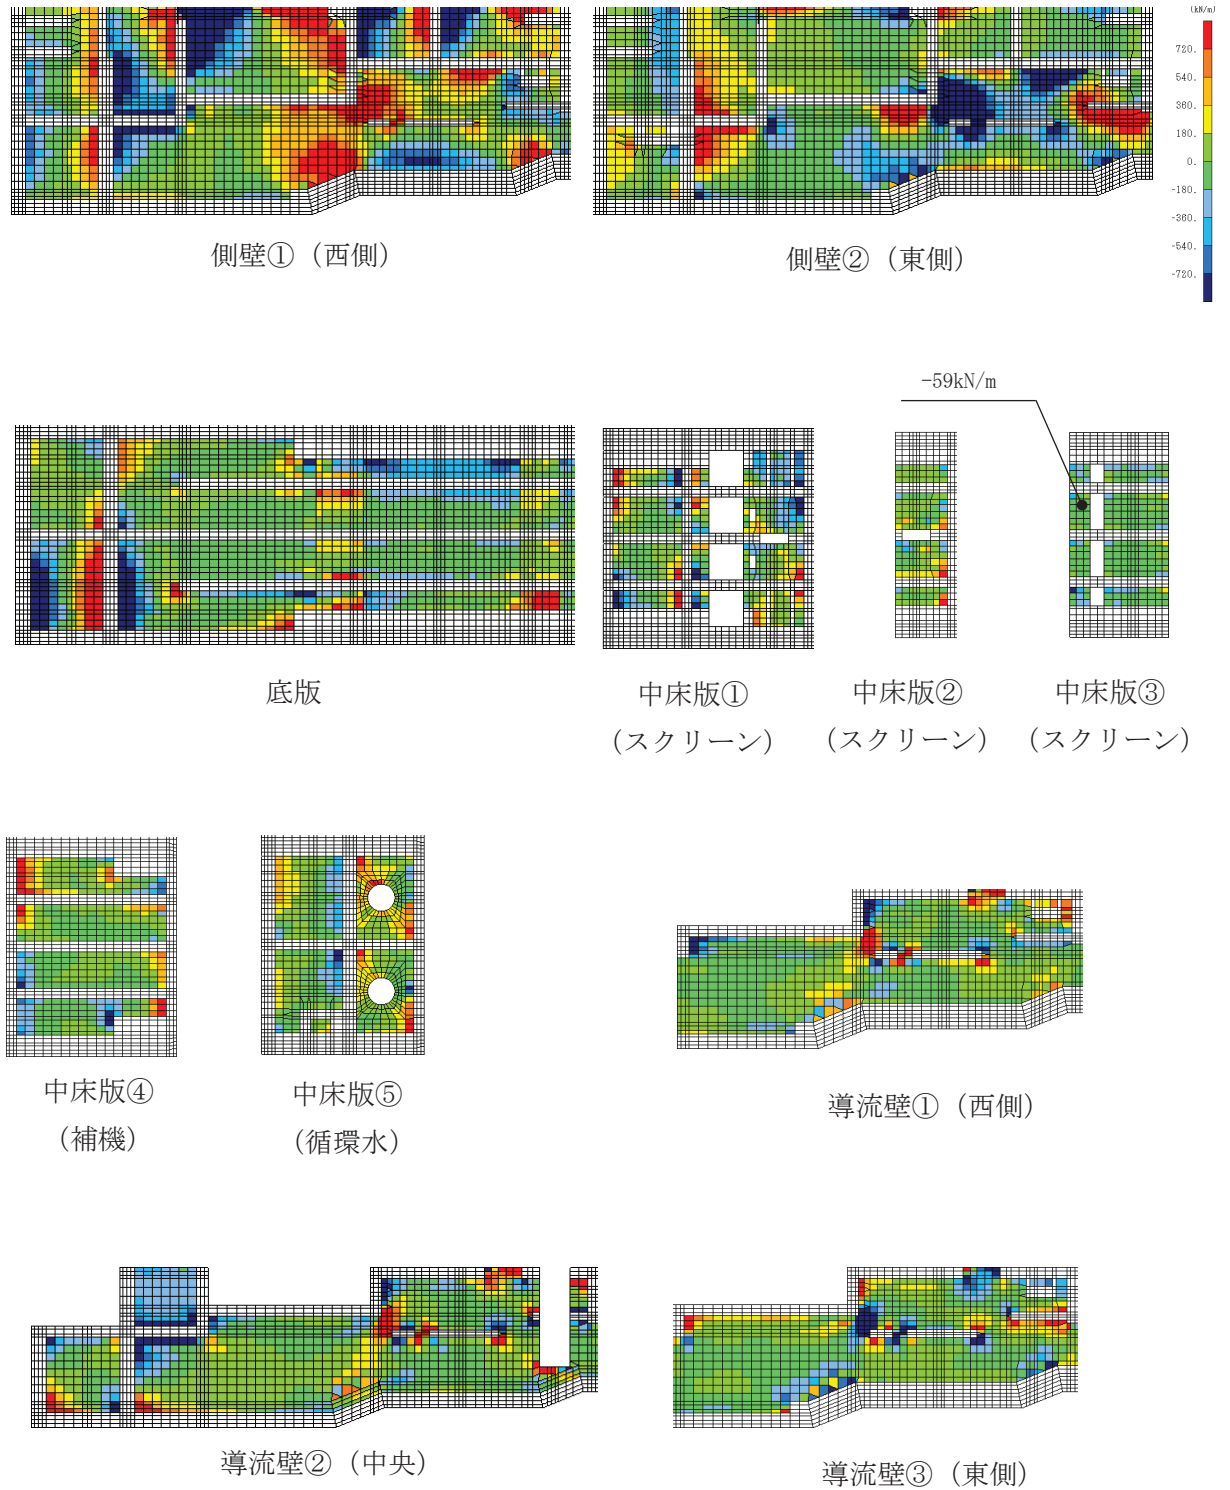 (kN/m)
720.
540.
360.
180.
0.
-180.
-360.
-540.
-720.
側壁①（西側）
側壁②（東側）
-59kN/m
底版
中床版①
（スクリーン）
中床版②
（スクリーン）
中床版③
（スクリーン）
中床版④
（補機）
中床版⑤
（循環水）
導流壁①（西側）
導流壁②（中央）
導流壁③（東側）